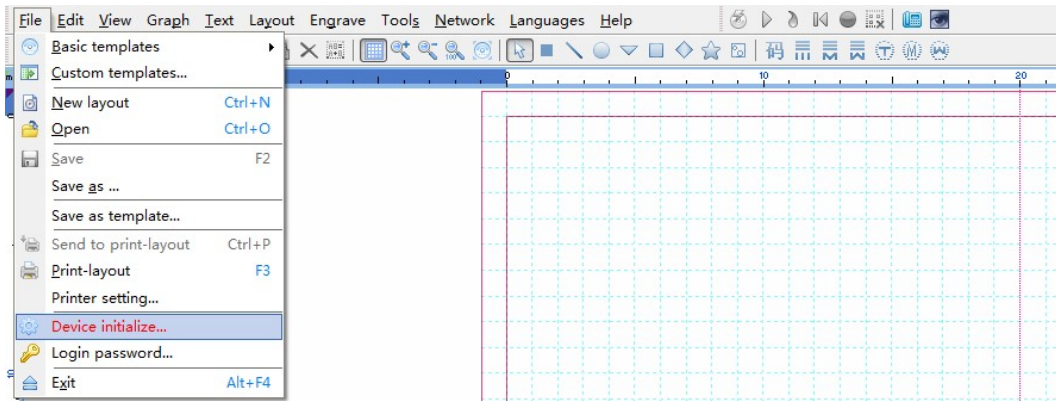 File Edit View Graph Text Layout Engrave Tools Network Languages Help
Basic templates
Custom templates...
New layout Ctrl+N
Open Ctrl+O
Save F2
Save as ...
Save as template...
Send to print-layout Ctrl+P
Print-layout F3
Printer setting...
Device initialize...
Login password...
Exit Alt+F4
码
0 10 20